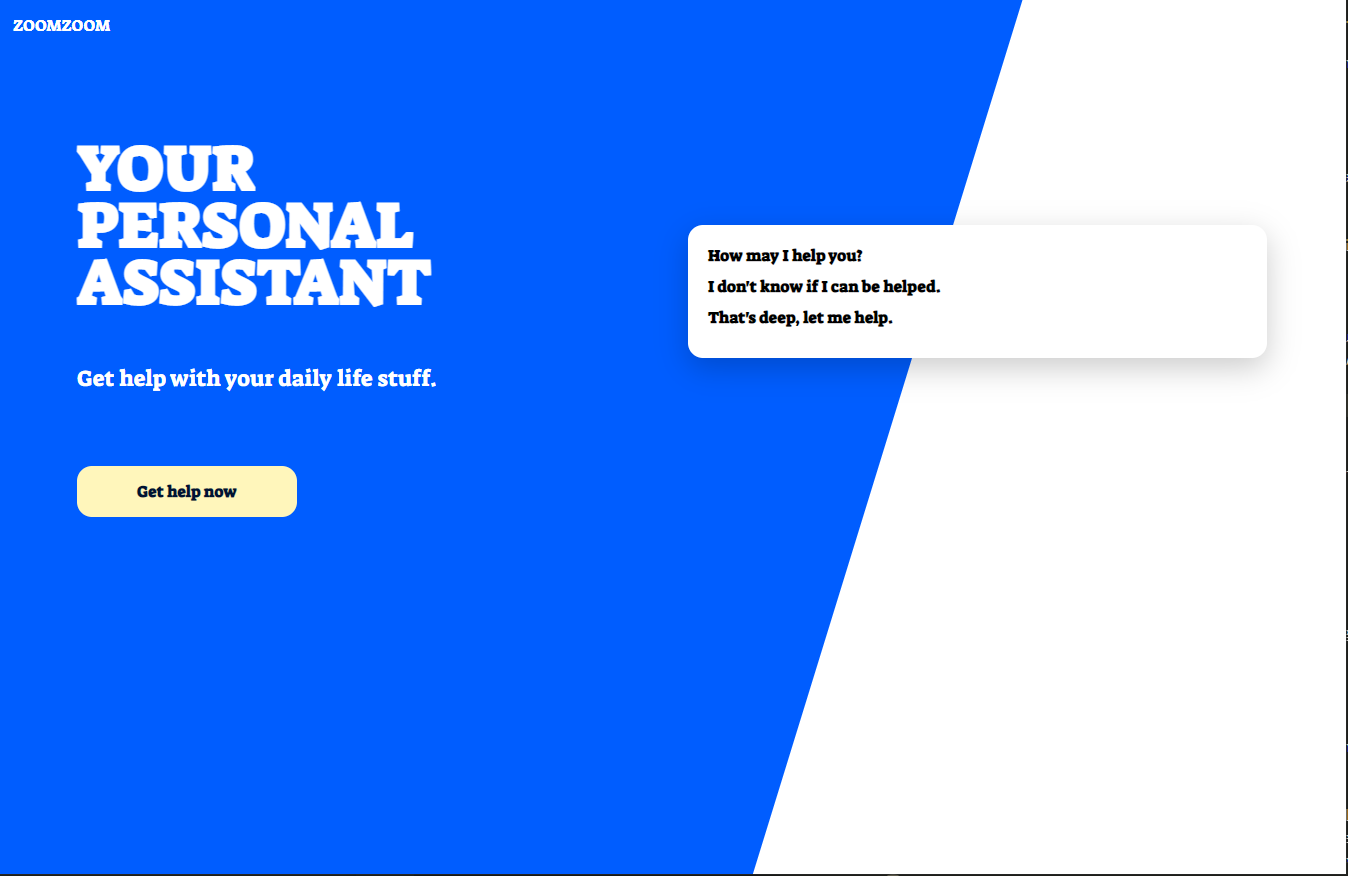 ZOOMZOOM
YOUR
PERSONAL
ASSISTANT
Get help with your daily life stuff.
Get help now
How may I help you?
I don't know if I can be helped.
That's deep, let me help.